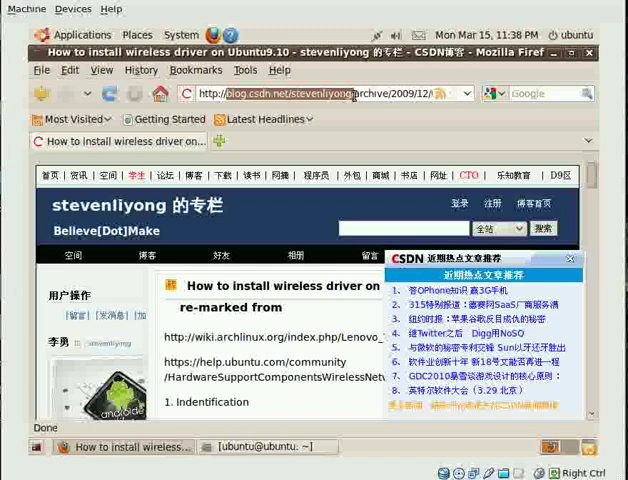 Machine Devices Help
Applications Places System Mon Mar 15, 11:38 PM ubuntu
How to install wireless driver on Ubuntu9.10 - stevenliyong 的专栏 - CSDN博客 - Mozilla Firef
File Edit View History Bookmarks Tools Help
http://blog.csdn.net/stevenliyong/archive/2009/12/ Google
Most Visited Getting Started Latest Headlines
How to install wireless driver on...
首页 | 资讯 | 空间 | 学生 | 论坛 | 博客 | 下载 | 读书 | 网摘 | 程序员 | 外包 | 商城 | 书店 | 网址 | CTO | 乐知教育 | D9区
stevenliyong 的专栏 登录 注册 博客首页
Believe[Dot]Make 全站 搜索
空间 博客 好友 相册 留言
CSDN 近期热点文章推荐
近期热点文章推荐
1、 答OPhone知识 赢3G手机
2、 315特别报道：德赛网SaaS厂商服务满
3、 纽约时报：苹果谷歌反目成仇的秘密
4、 继Twitter之后 Digg用NoSQ
5、 与微软的秘密专利交锋 Sun以牙还牙胜出
6、 软件业创新十年 新18号文能否再进一程
7、 GDC2010暴雪谈游戏设计的核心原则：
8、 英特尔软件大会（3.29 北京）
用户操作
[留言] [发消息] [加
李勇 ID：stevenliyong
How to install wireless driver on
re-marked from
http://wiki.archlinux.org/index.php/Lenovo_
https://help.ubuntu.com/community
/HardwareSupportComponentsWirelessNetw
1. Indentification
Done
How to install wireless... [ubuntu@ubuntu: ~]
Right Ctrl